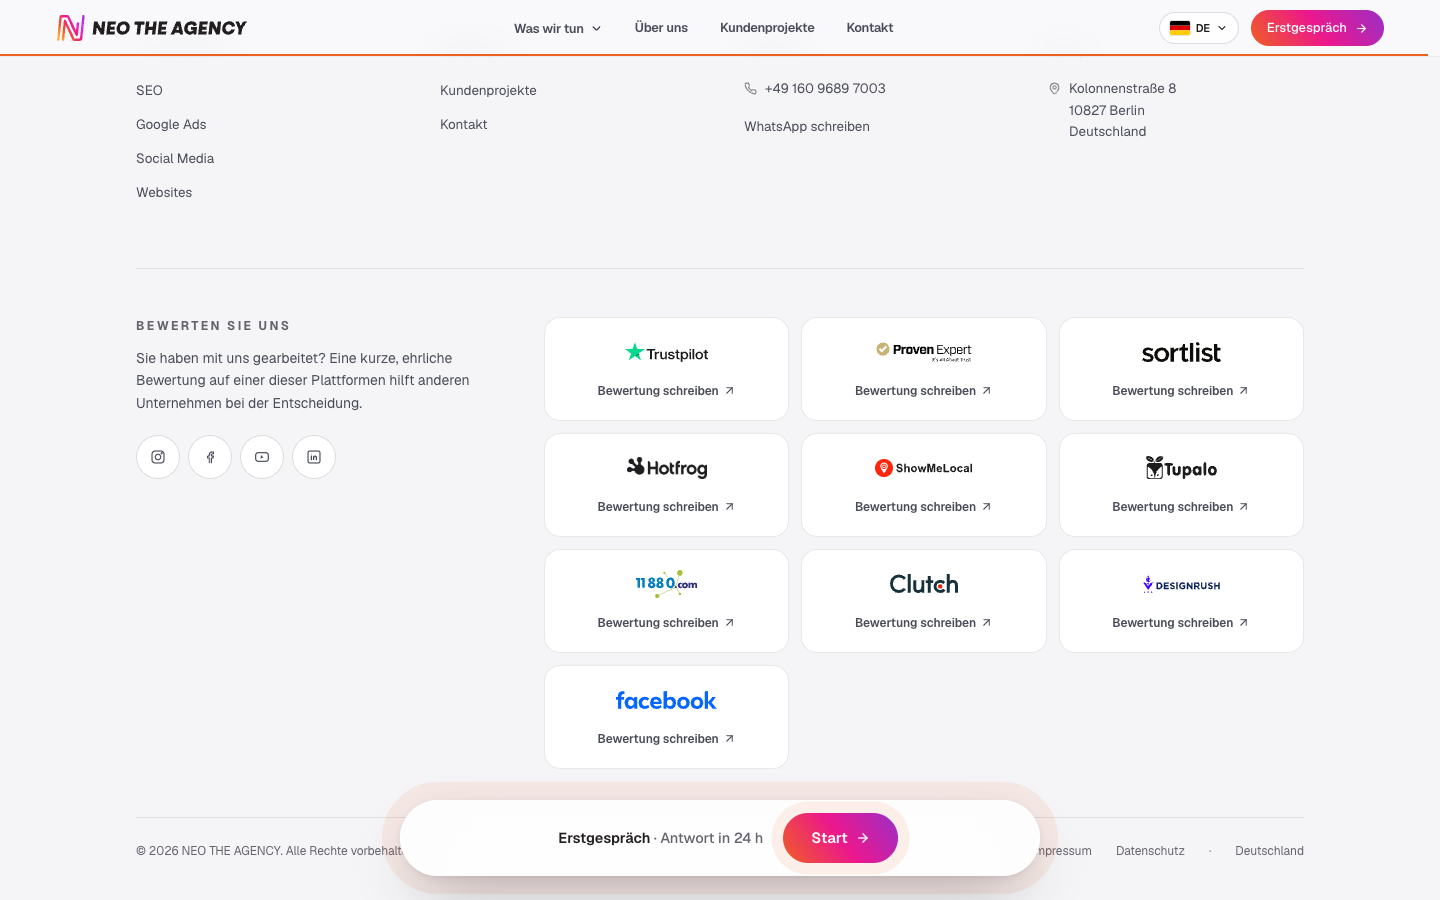 NEO THE AGENCY
Was wir tun
Über uns
Kundenprojekte
Kontakt
DE
Erstgespräch
SEO
Google Ads
Social Media
Websites
Kundenprojekte
Kontakt
+49 160 9689 7003
WhatsApp schreiben
Kolonnenstraße 8
10827 Berlin
Deutschland
BEWERTEN SIE UNS
Sie haben mit uns gearbeitet? Eine kurze, ehrliche
Bewertung auf einer dieser Plattformen hilft anderen
Unternehmen bei der Entscheidung.
Trustpilot
Bewertung schreiben
Proven Expert
It's all about trust
Bewertung schreiben
sortlist
Bewertung schreiben
Hotfrog
Bewertung schreiben
ShowMeLocal
Bewertung schreiben
Tupalo
Bewertung schreiben
11880.com
Bewertung schreiben
Clutch
Bewertung schreiben
DESIGNRUSH
Bewertung schreiben
facebook
Bewertung schreiben
Erstgespräch · Antwort in 24 h
Start
© 2026 NEO THE AGENCY. Alle Rechte vorbehalt
mpressum
Datenschutz
·
Deutschland